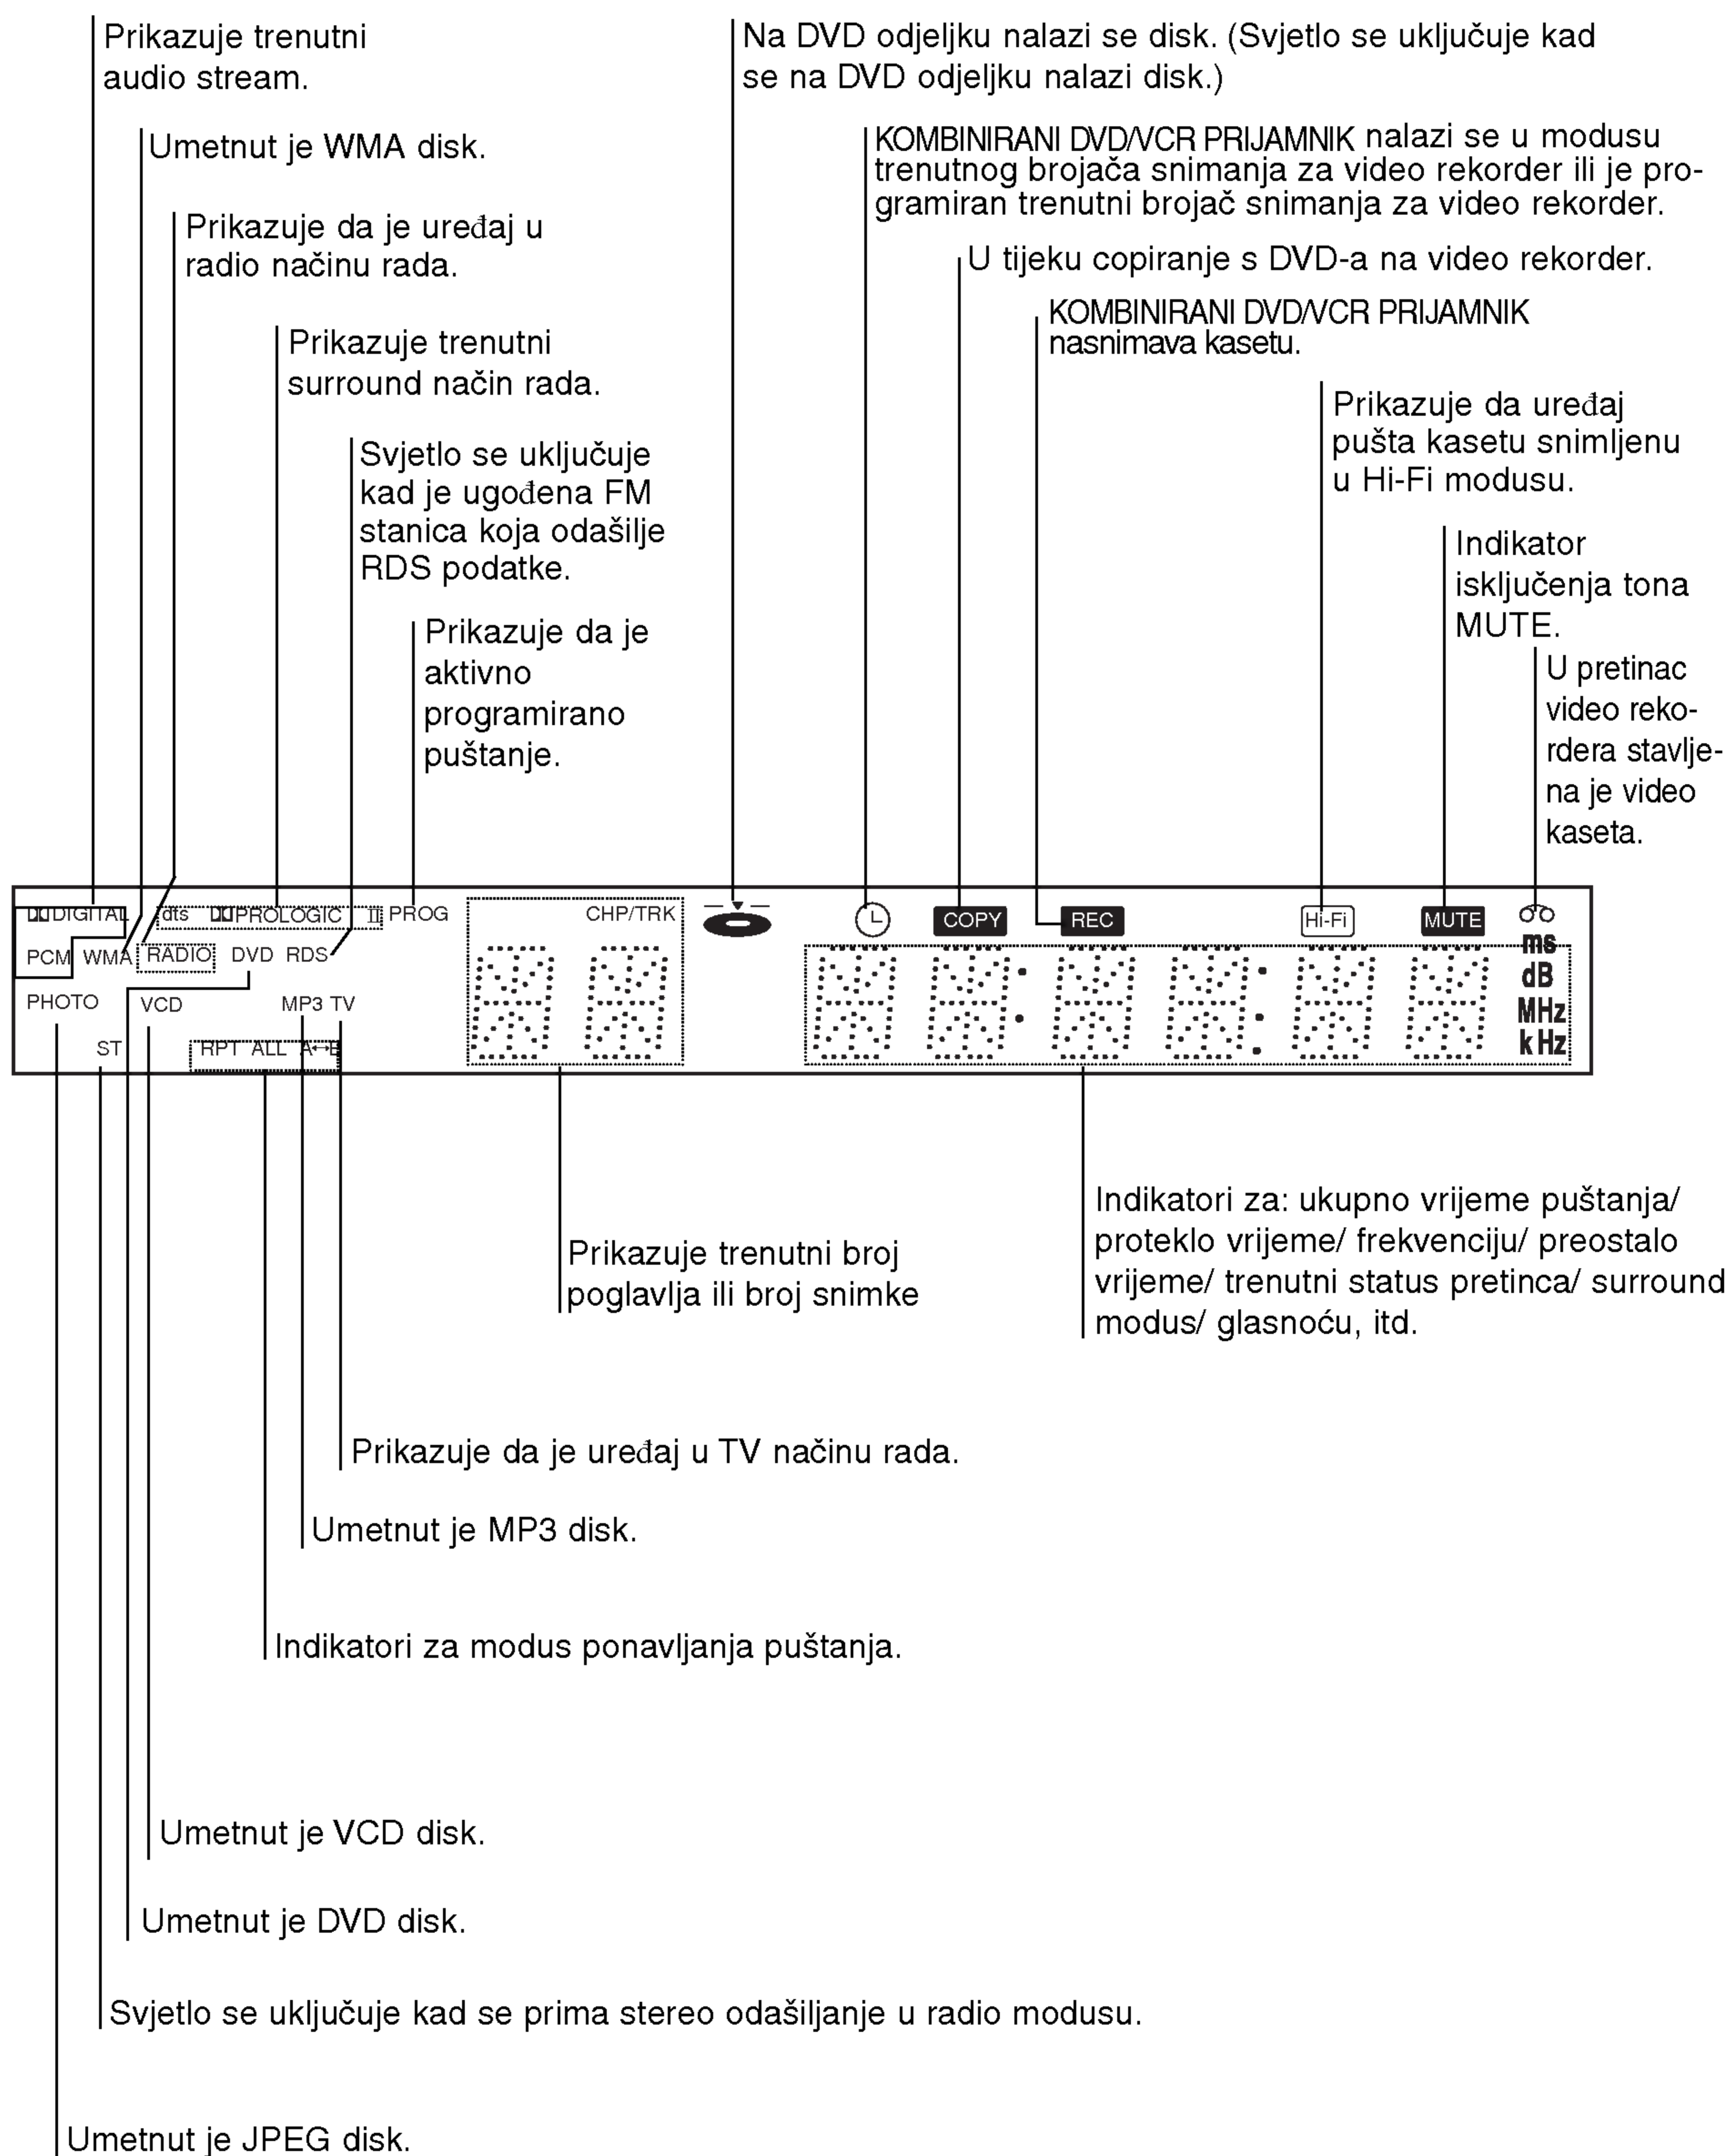 Prikazuje trenutni
audio stream.
Umetnut je WMA disk.
Prikazuje da je uređaj u
radio načinu rada.
Prikazuje trenutni
surround način rada.
Svjetlo se uključuje
kad je ugođena FM
stanica koja odašilje
RDS podatke.
Prikazuje da je
aktivno
programirano
puštanje.
Na DVD odjeljku nalazi se disk. (Svjetlo se uključuje kad
se na DVD odjeljku nalazi disk.)
KOMBINIRANI DVD/VCR PRIJAMNIK nalazi se u modusu
trenutnog brojača snimanja za video rekorder ili je pro-
gramiran trenutni brojač snimanja za video rekorder.
U tijeku copiranje s DVD-a na video rekorder.
KOMBINIRANI DVD/VCR PRIJAMNIK
nasnimava kasetu.
Prikazuje da uređaj
pušta kasetu snimljenu
u Hi-Fi modusu.
Indikator
isključenja tona
MUTE.
U pretinac
video reko-
rdera stavlje-
na je video
kaseta.
DIGITAL dts PROLOGIC II PROG CHP/TRK COPY REC Hi-Fi MUTE
PCM WMA RADIO DVD RDS
PHOTO VCD MP3 TV
ST RPT ALL A↔B
ms
dB
MHz
kHz
Prikazuje trenutni broj
poglavlja ili broj snimke
Indikatori za: ukupno vrijeme puštanja/
proteklo vrijeme/ frekvenciju/ preostalo
vrijeme/ trenutni status pretinca/ surround
modus/ glasnoću, itd.
Prikazuje da je uređaj u TV načinu rada.
Umetnut je MP3 disk.
Indikatori za modus ponavljanja puštanja.
Umetnut je VCD disk.
Umetnut je DVD disk.
Svjetlo se uključuje kad se prima stereo odašiljanje u radio modusu.
Umetnut je JPEG disk.